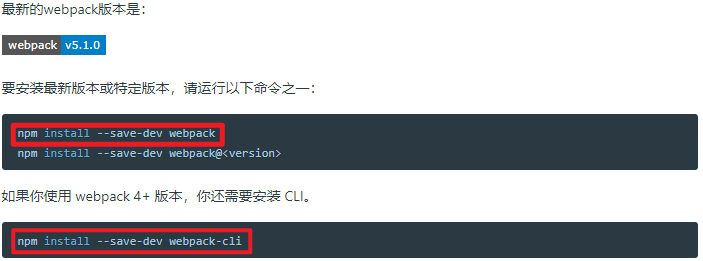 最新的webpack版本是：
webpack v5.1.0
要安装最新版本或特定版本，请运行以下命令之一：
npm install --save-dev webpack
npm install --save-dev webpack@<version>
如果你使用 webpack 4+ 版本，你还需要安装 CLI。
npm install --save-dev webpack-cli